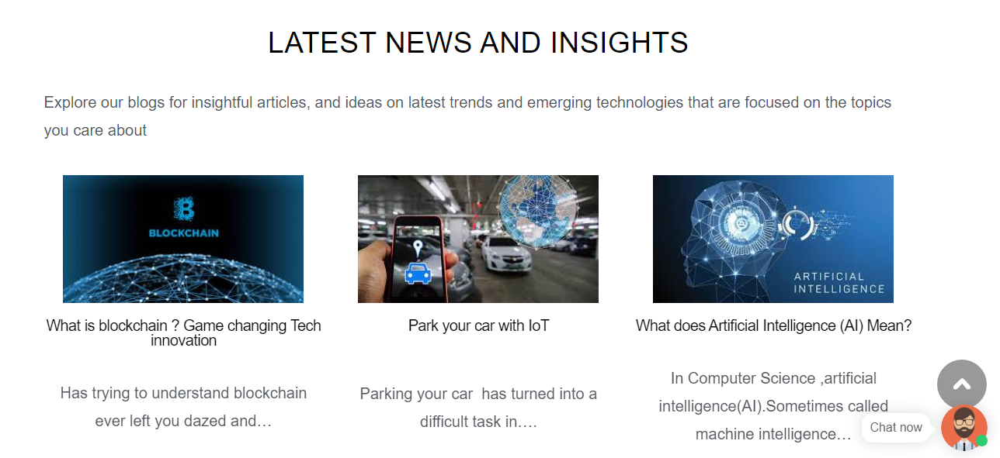 LATEST NEWS AND INSIGHTS
Explore our blogs for insightful articles, and ideas on latest trends and emerging technologies that are focused on the topics
you care about
BLOCKCHAIN
ARTIFICIAL
INTELLIGENCE
What is blockchain ? Game changing Tech
innovation
Has trying to understand blockchain
ever left you dazed and…
Park your car with IoT
Parking your car  has turned into a
difficult task in….
What does Artificial Intelligence (AI) Mean?
In Computer Science ,artificial
intelligence(AI).Sometimes called
machine intelligence…
Chat now